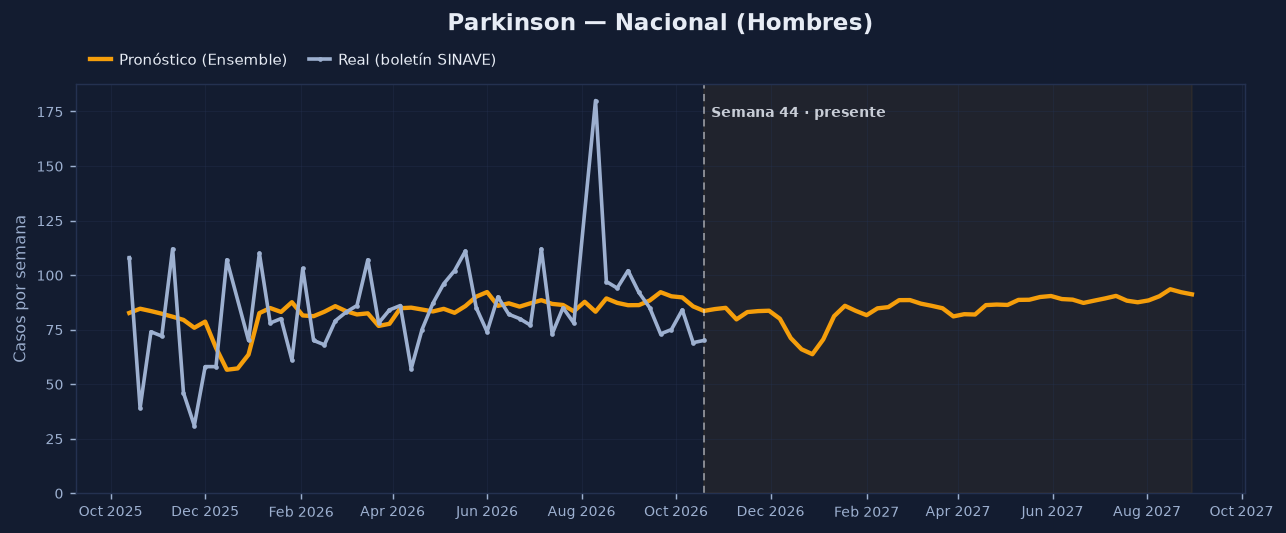 Parkinson — Nacional (Hombres)
Pronóstico (Ensemble)
Real (boletín SINAVE)
Semana 44 · presente
Casos por semana
175
150
125
100
75
50
25
0
Oct 2025
Dec 2025
Feb 2026
Apr 2026
Jun 2026
Aug 2026
Oct 2026
Dec 2026
Feb 2027
Apr 2027
Jun 2027
Aug 2027
Oct 2027